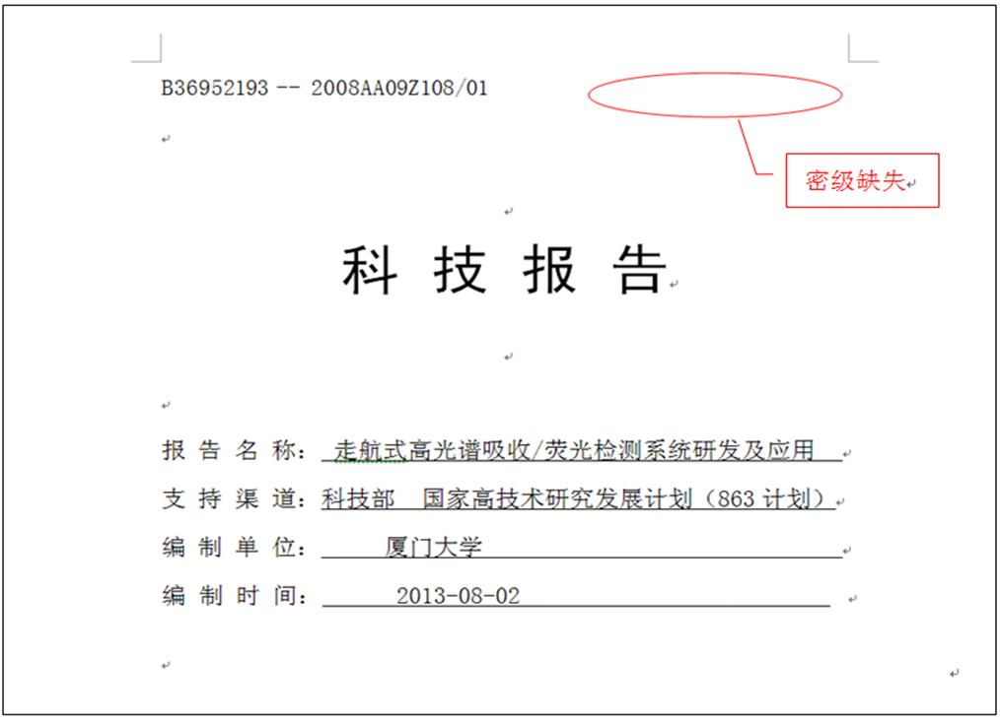 B36952193 -- 2008AA09Z108/01
密级缺失
科 技 报 告
报 告 名 称： 走航式高光谱吸收/荧光检测系统研发及应用
支 持 渠 道：科技部 国家高技术研究发展计划（863 计划）
编 制 单 位： 厦门大学
编 制 时 间： 2013-08-02